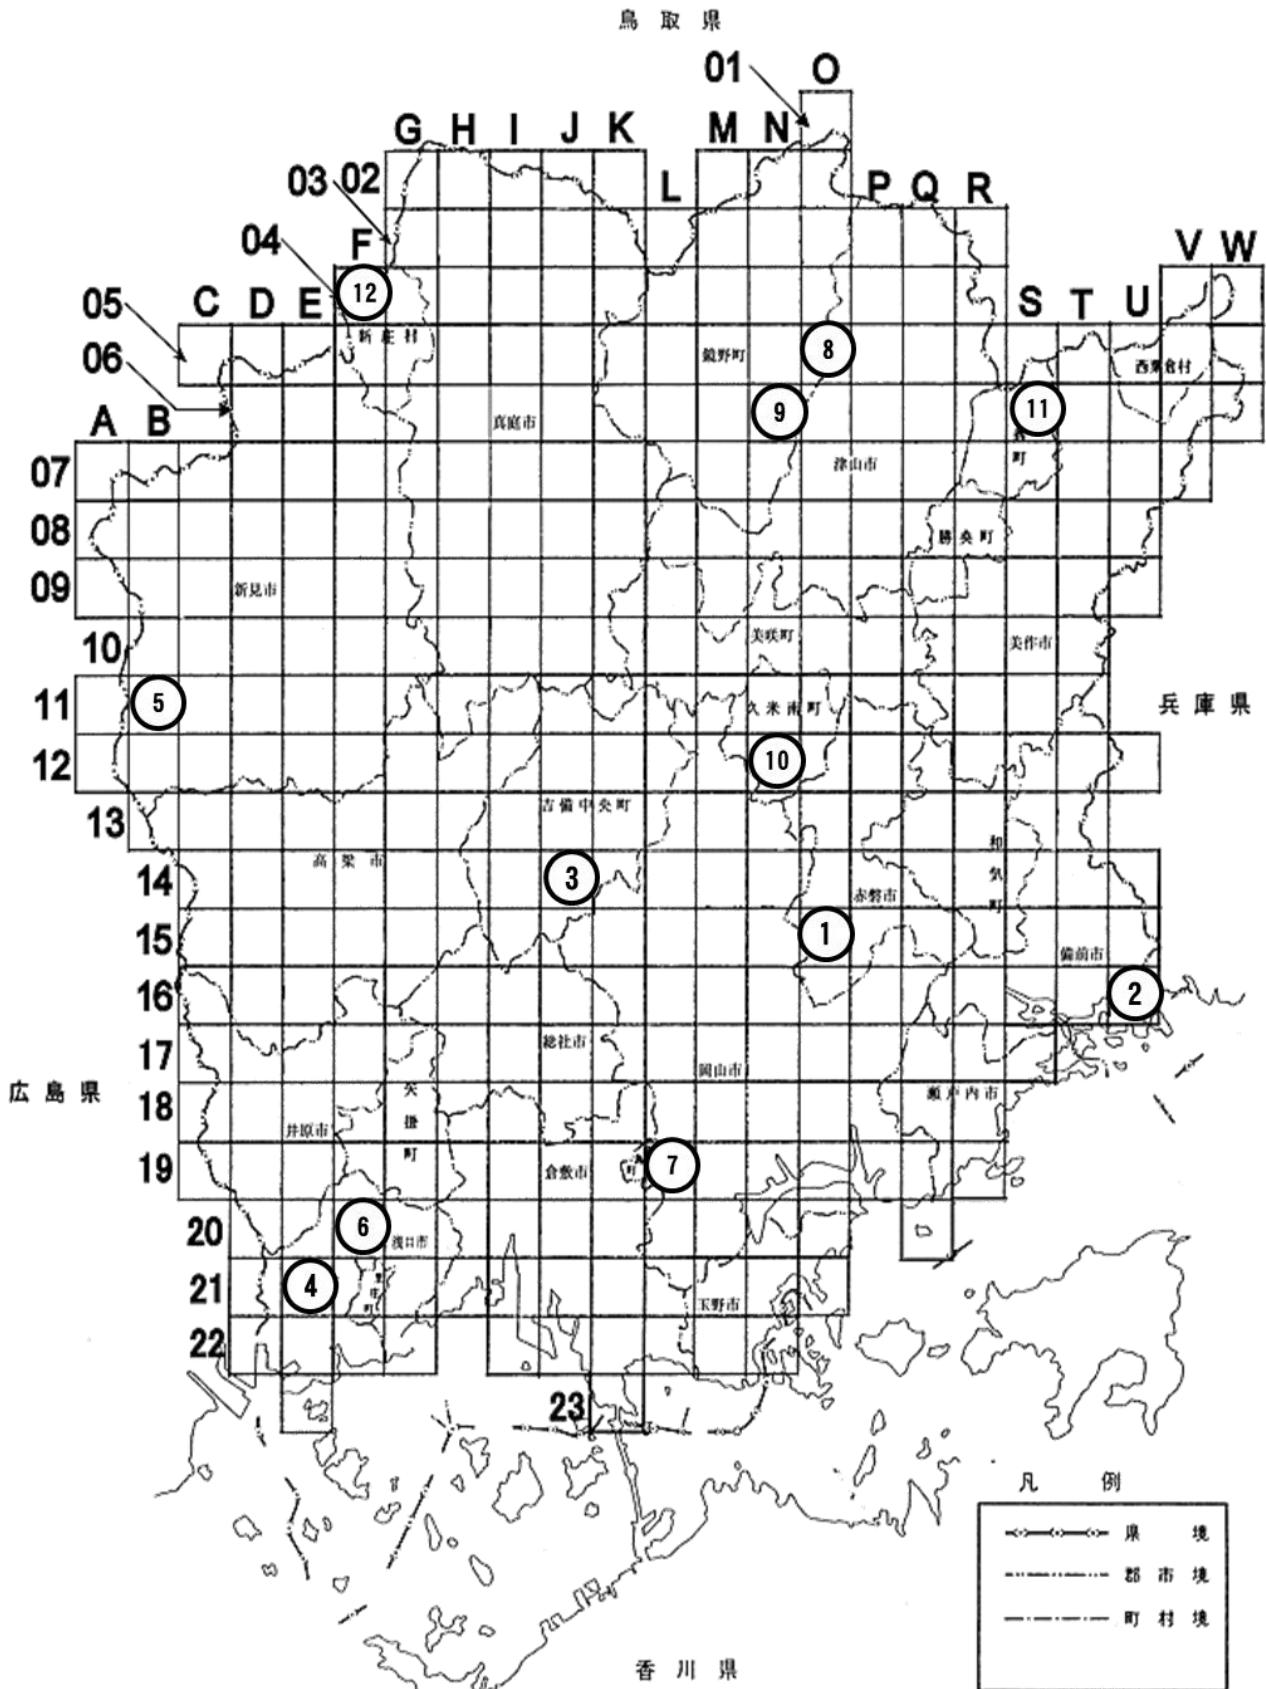 鳥取県
01
O
G H I J K M N
03 02 L P Q R
04 F V W
12
05 C D E S T U
新庄村
8
06 鏡野町 西粟倉村
9 11
A B 真庭市
07 町 津山市
08 勝央町
09 新見市
10 美咲町 美作市
11 5 久米南町 兵庫県
12 10
13 吉備中央町
和気町
高梁市
14 3 赤磐市
15 1 備前市
16 2
17 総社市
岡山市
広島県 18 矢掛町 瀬戸内市
井原市
19 倉敷市 町 7
20 6 浅口市
21 4 里庄町 玉野市
22
23
凡例
県境
郡市境
町村境
香川県